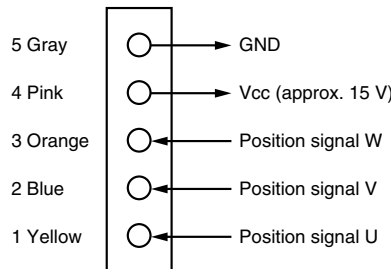 5 Gray GND
4 Pink Vcc (approx. 15 V)
3 Orange Position signal W
2 Blue Position signal V
1 Yellow Position signal U